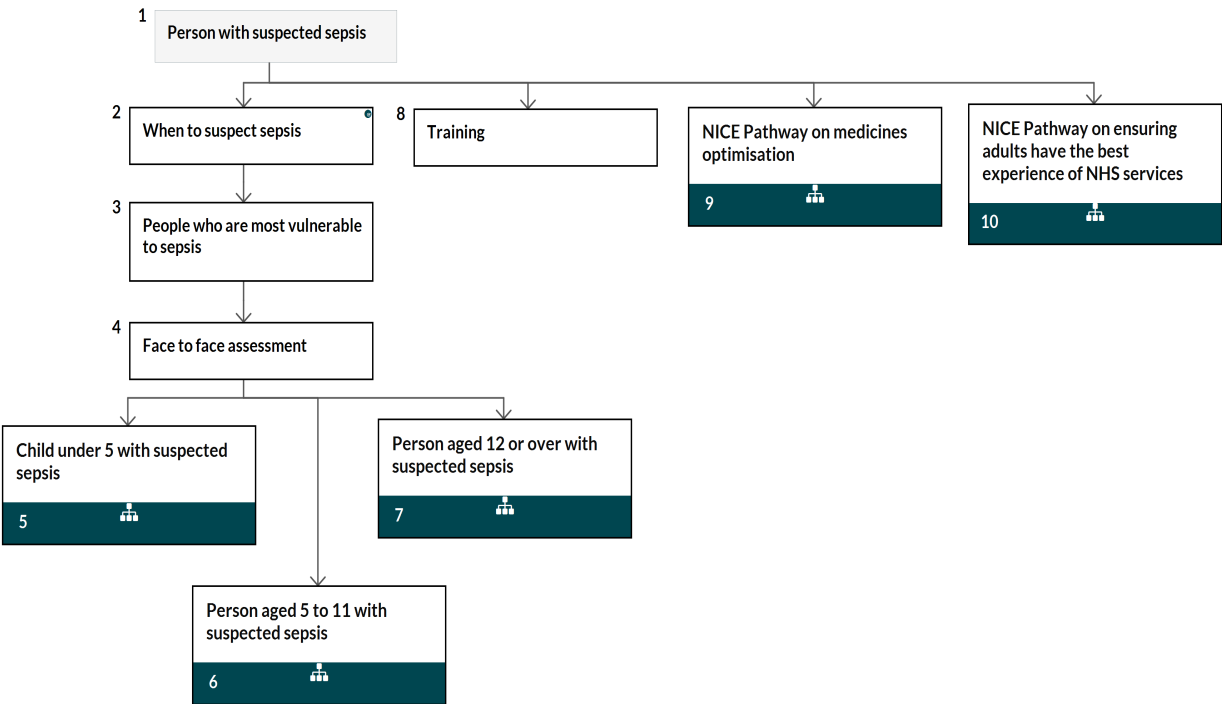 1
Person with suspected sepsis
2
When to suspect sepsis
8
Training
NICE Pathway on medicines
optimisation
9
NICE Pathway on ensuring
adults have the best
experience of NHS services
10
3
People who are most vulnerable
to sepsis
4
Face to face assessment
Child under 5 with suspected
sepsis
5
Person aged 12 or over with
suspected sepsis
7
Person aged 5 to 11 with
suspected sepsis
6